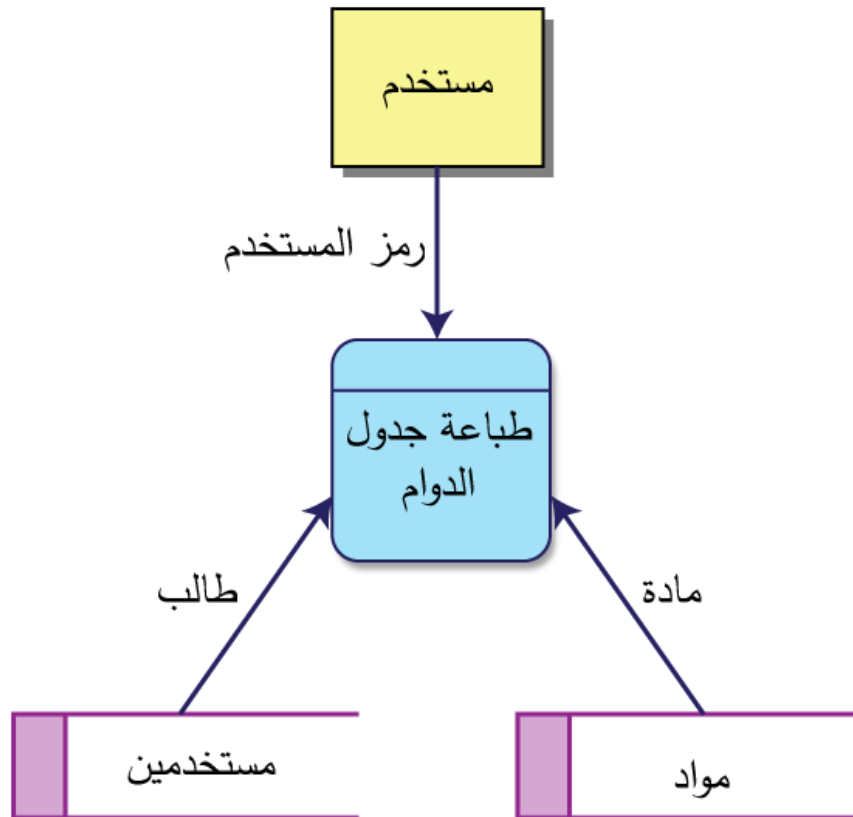 مستخدم
رمز المستخدم
طباعة جدول
الدوام
طالب
مادة
مستخدمين
مواد